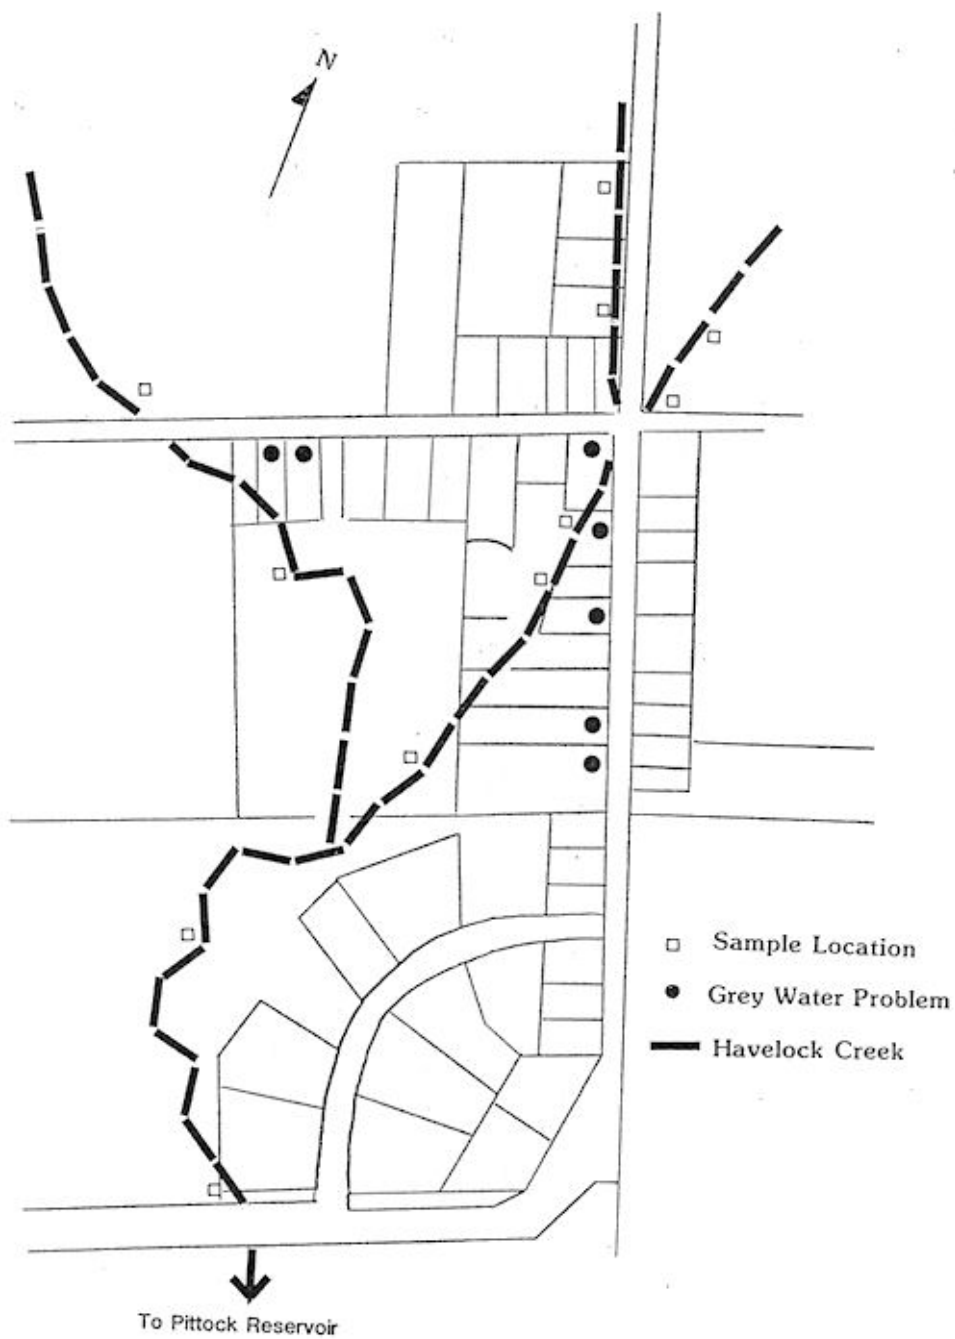 N
Sample Location
Grey Water Problem
Havelock Creek
To Pittock Reservoir